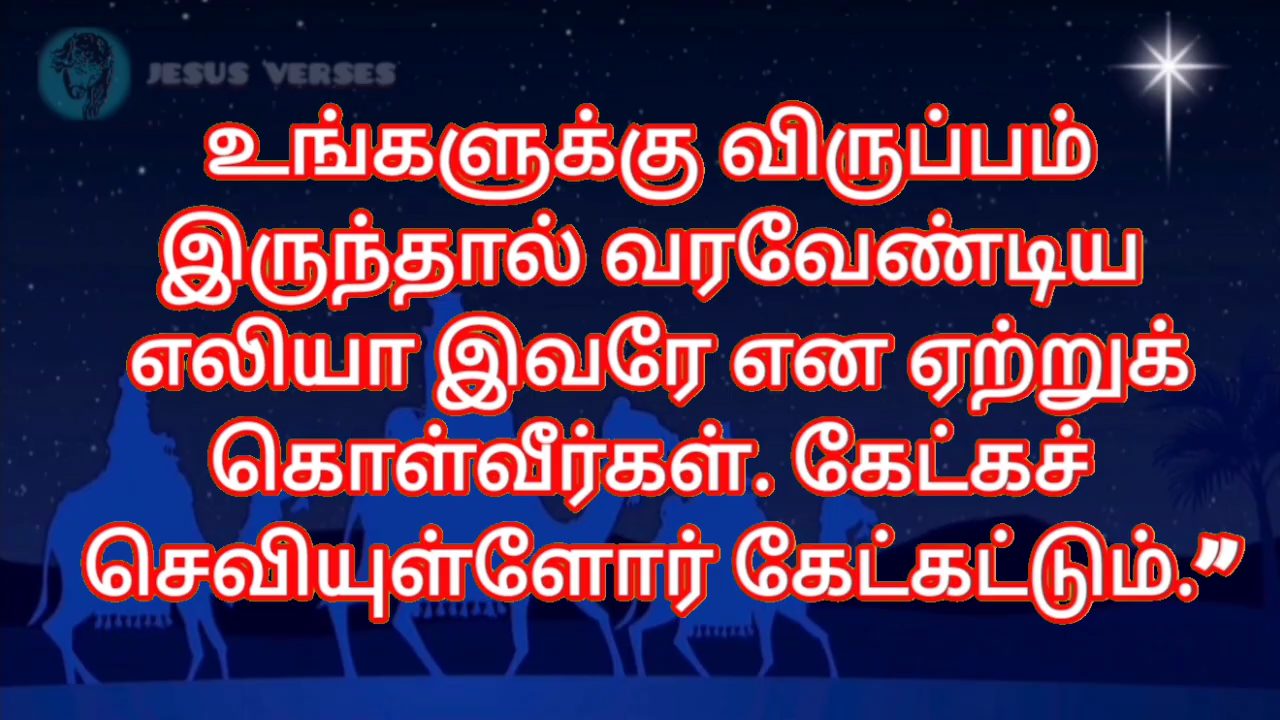 JESUS VERSES
உங்களுக்கு விருப்பம்
இருந்தால் வரவேண்டிய
எலியா இவரே என ஏற்றுக்
கொள்வீர்கள். கேட்கச்
செவியுள்ளோர் கேட்கட்டும்.”